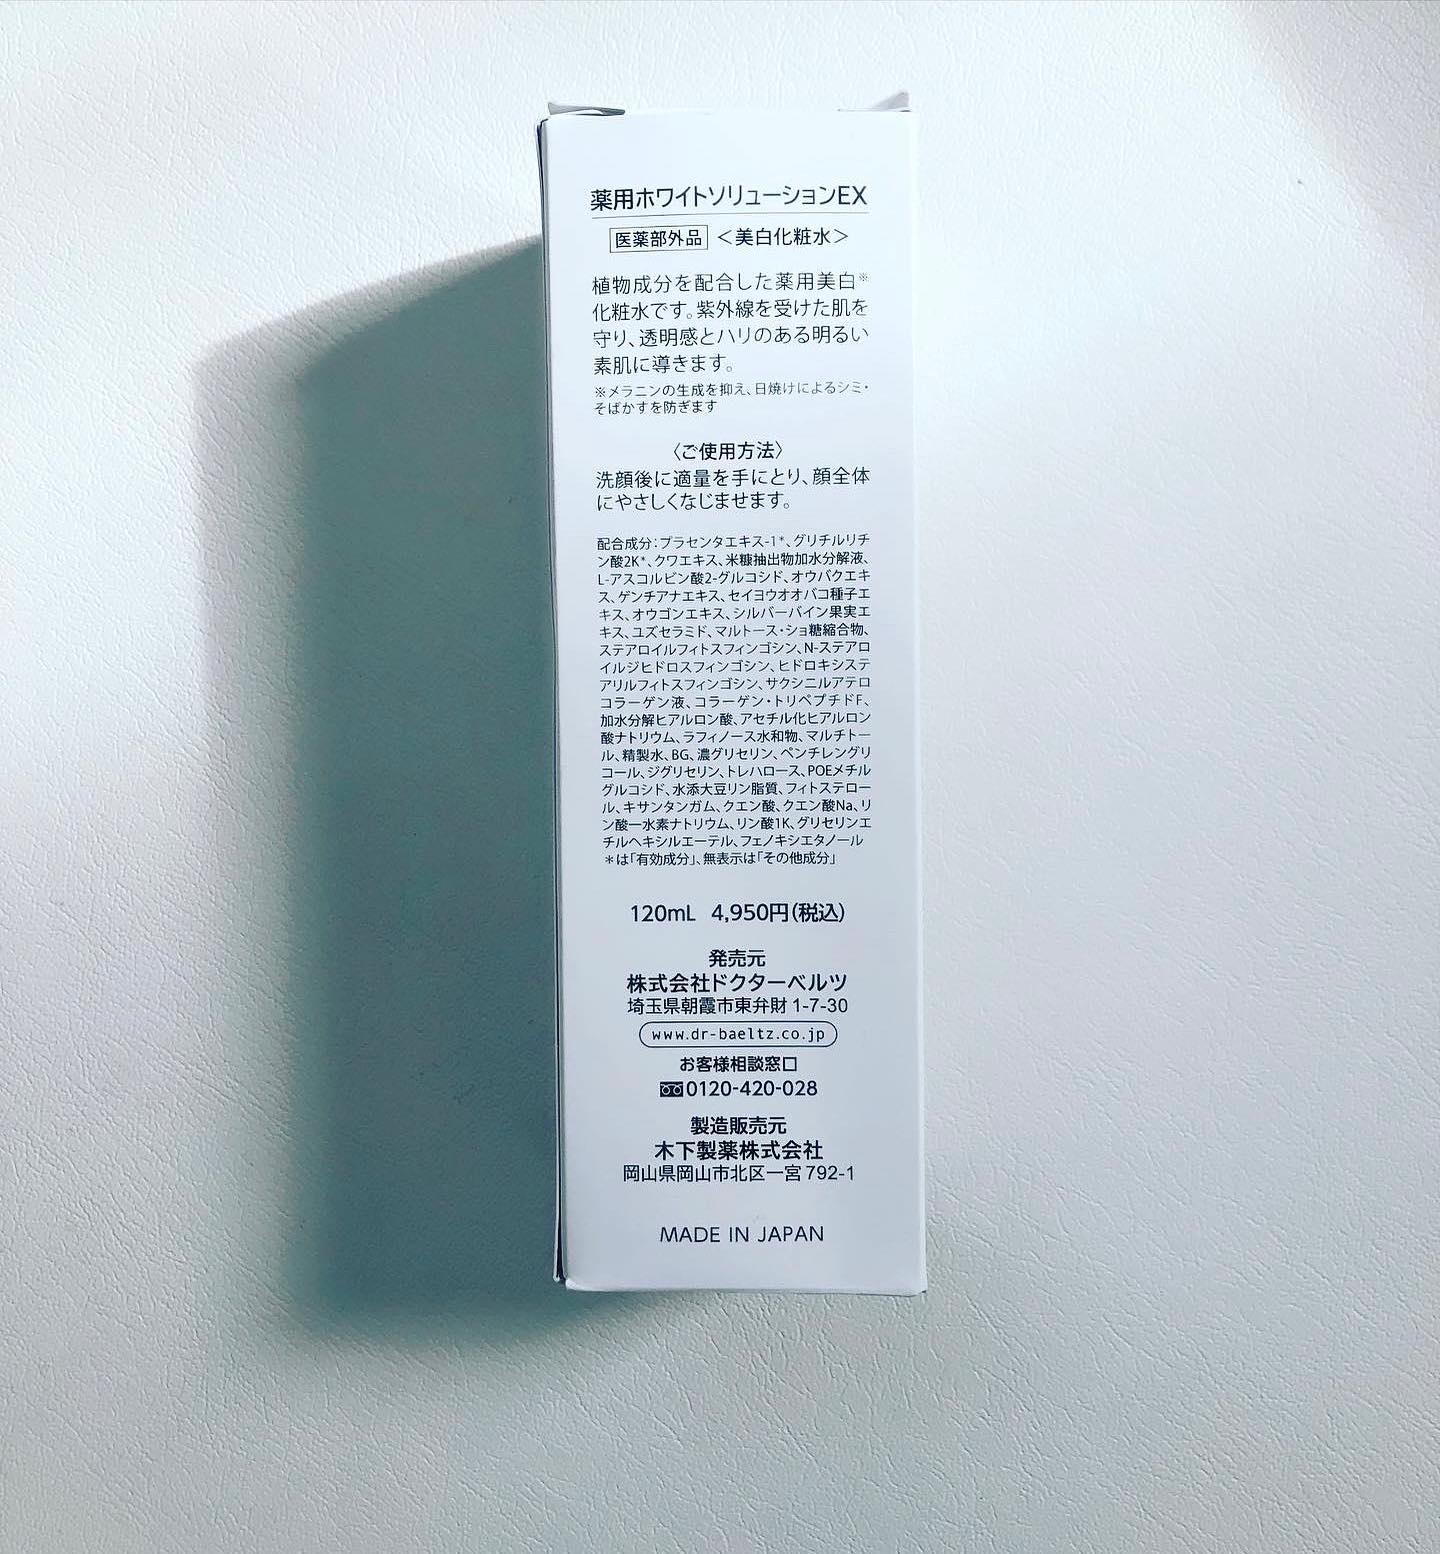 薬用ホワイトソリューションEX
医薬部外品 ＜美白化粧水＞
植物成分を配合した薬用美白※
化粧水です。紫外線を受けた肌を
守り、透明感とハリのある明るい
素肌に導きます。
※メラニンの生成を抑え、日焼けによるシミ・
そばかすを防ぎます
〈ご使用方法〉
洗顔後に適量を手にとり、顔全体
にやさしくなじませます。
配合成分：プラセンタエキス-1*、グリチルリチ
ン酸2K*、クワエキス、米糠抽出物加水分解液、
L-アスコルビン酸2-グルコシド、オウバクエキ
ス、ゲンチアナエキス、セイヨウオオバコ種子エ
キス、オウゴンエキス、シルバーバイン果実エ
キス、ユズセラミド、マルトース・ショ糖縮合物、
ステアロイルフィトスフィンゴシン、N-ステアロ
イルジヒドロスフィンゴシン、ヒドロキシステ
アリルフィトスフィンゴシン、サクシニルアテロ
コラーゲン液、コラーゲン・トリペプチドF、
加水分解ヒアルロン酸、アセチル化ヒアルロン
酸ナトリウム、ラフィノース水和物、マルチトー
ル、精製水、BG、濃グリセリン、ペンチレングリ
コール、ジグリセリン、トレハロース、POEメチル
グルコシド、水添大豆リン脂質、フィトステロー
ル、キサンタンガム、クエン酸、クエン酸Na、リ
ン酸一水素ナトリウム、リン酸1K、グリセリンエ
チルヘキシルエーテル、フェノキシエタノール
＊は「有効成分」、無表示は「その他成分」
120mL 4,950円(税込)
発売元
株式会社ドクターベルツ
埼玉県朝霞市東弁財 1-7-30
www.dr-baeltz.co.jp
お客様相談窓口
0120-420-028
製造販売元
木下製薬株式会社
岡山県岡山市北区一宮 792-1
MADE IN JAPAN